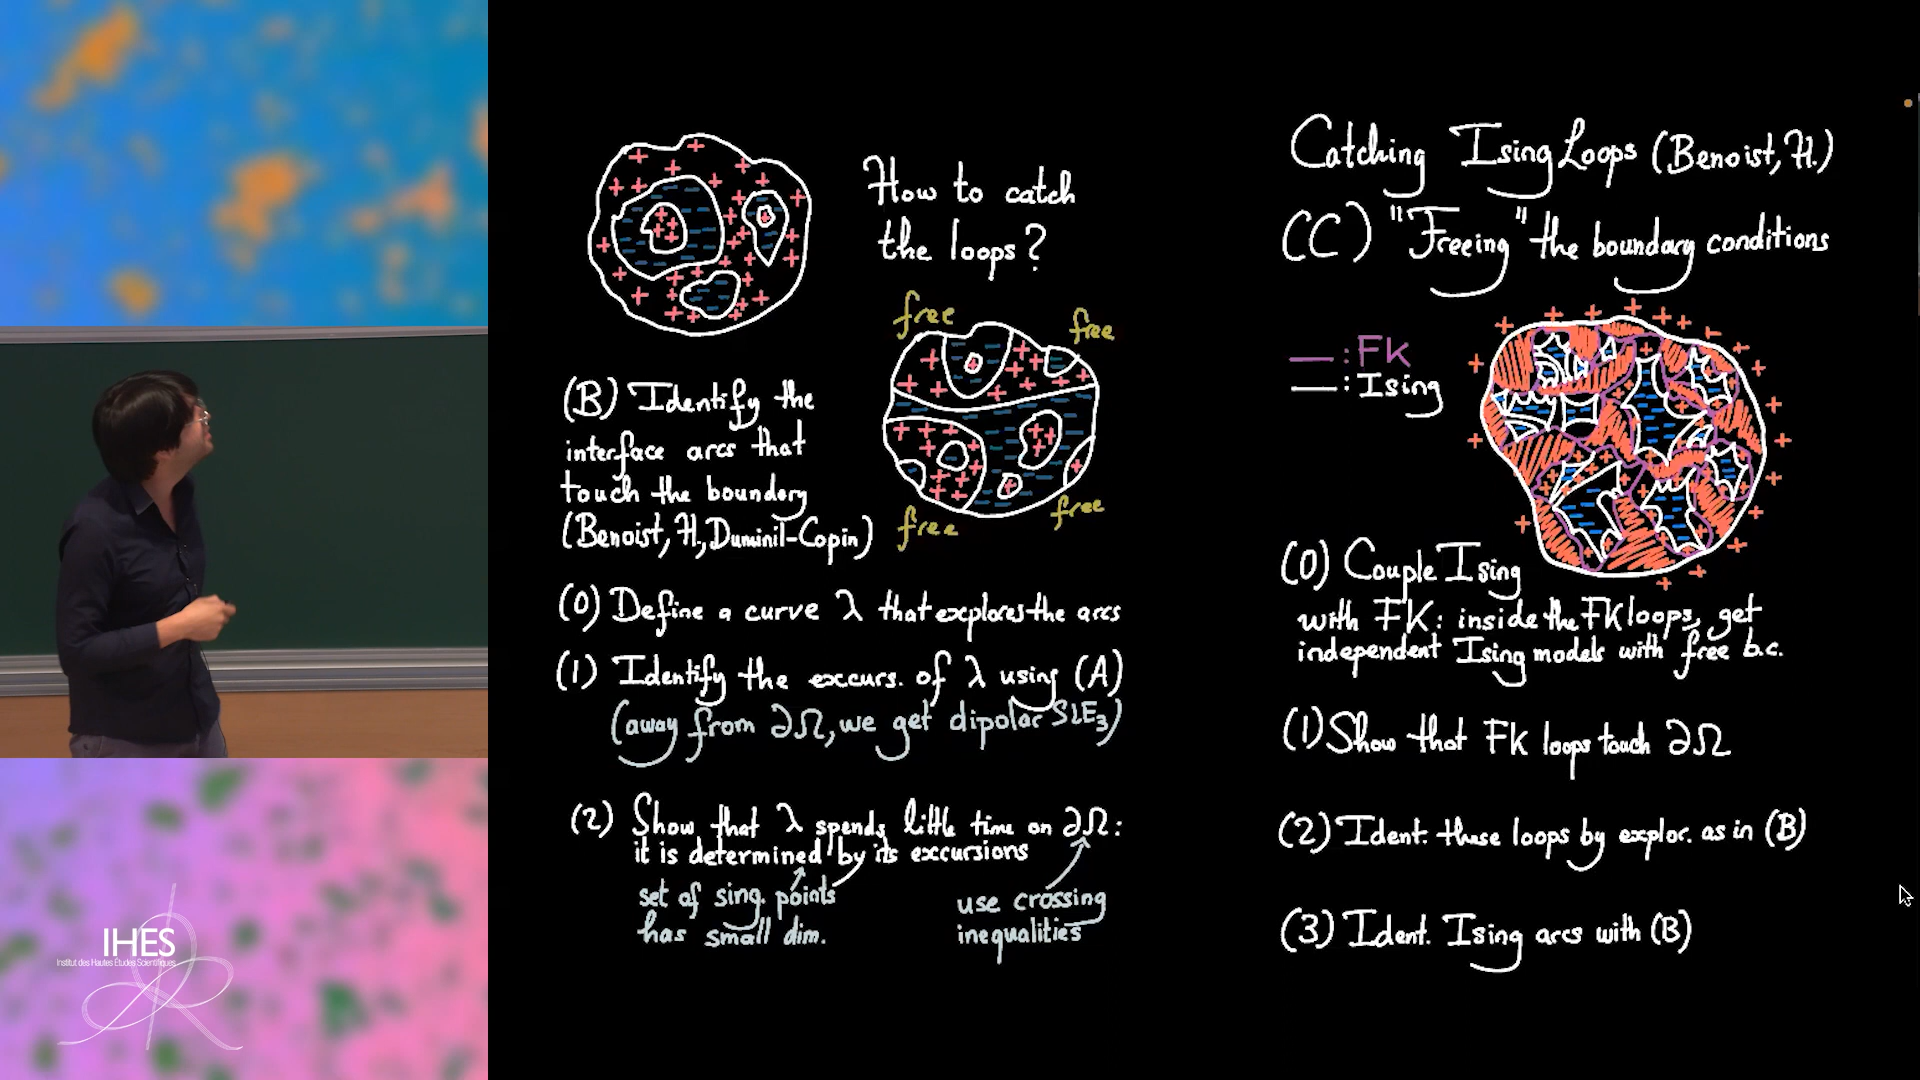 How to catch
the loops?
free
free
(B) Identify the
interface arcs that
touch the boundary
(Benoist, H., Duminil-Copin)
free
free
(0) Define a curve λ that explores the arcs
(1) Identify the excurs. of λ using (A)
(away from ∂Ω, we get dipolar SLE₃)
(2) Show that λ spends little time on ∂Ω:
it is determined by its excursions
set of sing. points
has small dim.
use crossing
inequalities
Catching Ising Loops (Benoist, H.)
(C) "Freeing" the boundary conditions
— : FK
— : Ising
(0) Couple Ising
with FK: inside the FK loops, get
independent Ising models with free b.c.
(1) Show that FK loops touch ∂Ω
(2) Ident. these loops by explor. as in (B)
(3) Ident. Ising arcs with (B)
IHES
Institut des Hautes Études Scientifiques